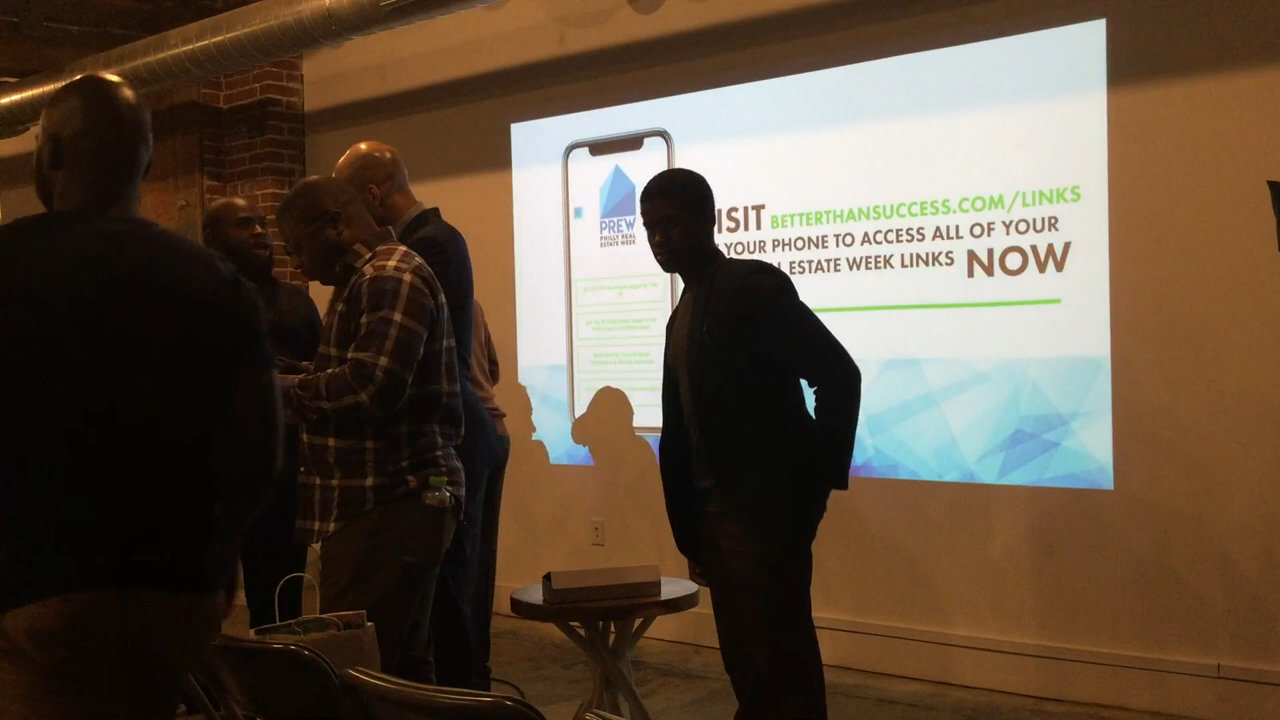 PREW
PHILLY REAL
ESTATE WEEK
ISIT BETTERTHANSUCCESS.COM/LINKS
YOUR PHONE TO ACCESS ALL OF YOUR
ESTATE WEEK LINKS NOW